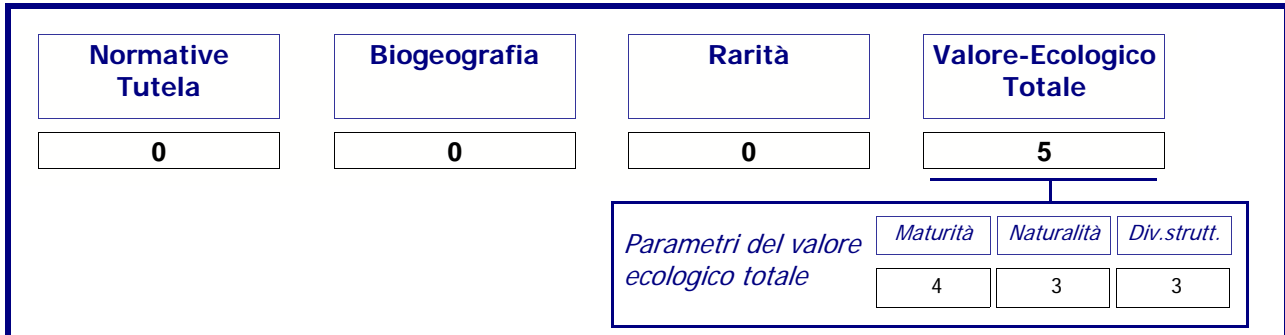 Normative
Tutela
Biogeografia
Rarità
Valore-Ecologico
Totale
0
0
0
5
Parametri del valore
ecologico totale
Maturità
Naturalità
Div.strutt.
4
3
3